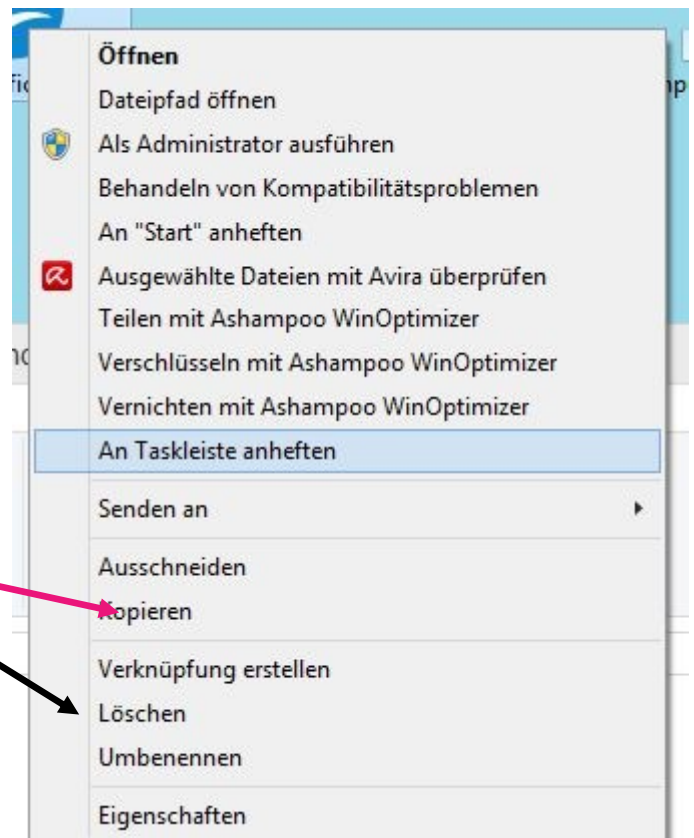 Öffnen
Dateipfad öffnen
Als Administrator ausführen
Behandeln von Kompatibilitätsproblemen
An "Start" anheften
Ausgewählte Dateien mit Avira überprüfen
Teilen mit Ashampoo WinOptimizer
Verschlüsseln mit Ashampoo WinOptimizer
Vernichten mit Ashampoo WinOptimizer
An Taskleiste anheften
Senden an
Ausschneiden
Kopieren
Verknüpfung erstellen
Löschen
Umbenennen
Eigenschaften